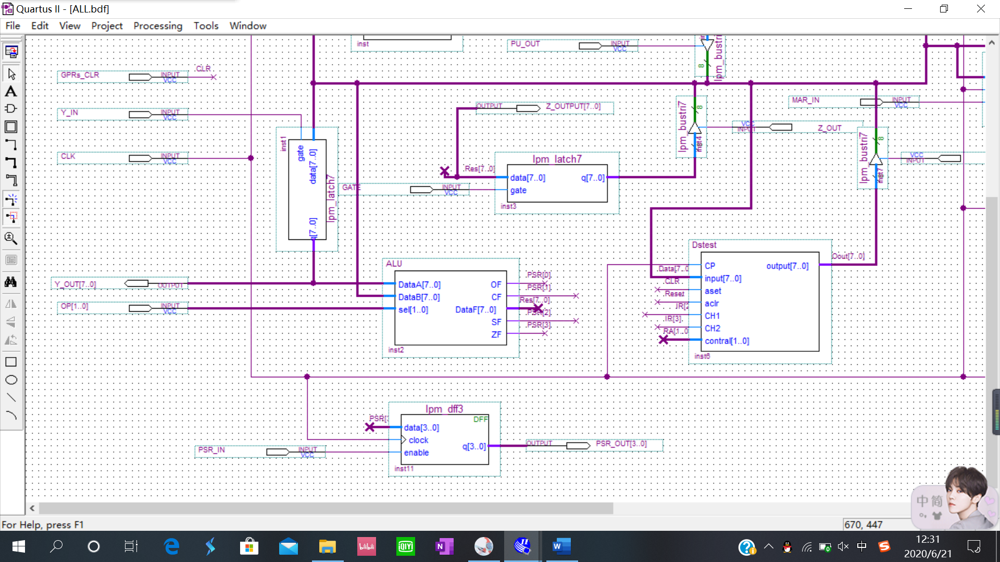 Quartus II - [ALL.bdf]
File Edit View Project Processing Tools Window
inst
PU_OUT INPUT VCC
lpm_bustri
8
GPRs_CLR INPUT VCC CLR
Y_IN INPUT VCC
CLK INPUT VCC
OUTPUT Z_OUTPUT[7..0]
MAR_IN INPUT VCC
VCC INPUT Z_OUT
lpm_bustri7
8
inst4
lpm_bustri7
8
inst7
VCC INPUT
inst1
gate
data[7..0]
q[7..0]
lpm_latch7
GATE INPUT VCC
Res[7..0]
lpm_latch7
data[7..0] q[7..0]
gate
inst3
Y_OUT[7..0] OUTPUT
OP[1..0] INPUT VCC
ALU
DataA[7..0] OF
DataB[7..0] CF
sel[1..0] DataF[7..0]
SF
ZF
inst2
PSR[0]
PSR[1]
Res[7..0]
PSR[2]
PSR[3]
Dstest
CP output[7..0]
input[7..0]
aset
aclr
CH1
CH2
contral[1..0]
inst6
Oout[7..0]
Data[7..0
CLR
Reset
IR[2
IR[3]
RA[1..0
lpm_dff3
DFF
PSR[
data[3..0]
clock
enable
q[3..0]
inst11
PSR_IN INPUT VCC
OUTPUT PSR_OUT[3..0]
中 简
For Help, press F1
670, 447
bilibili
iQIYI
N
II
W
中
S
12:31
2020/6/21